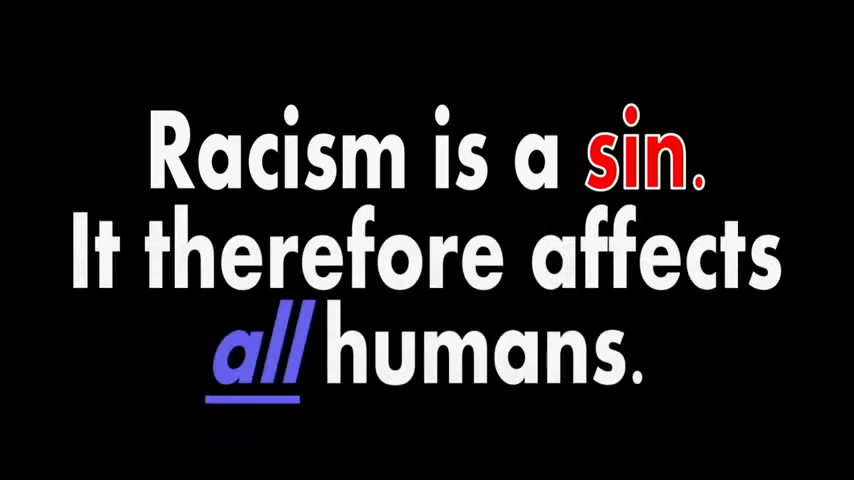 Racism is a sin.
It therefore affects
all humans.